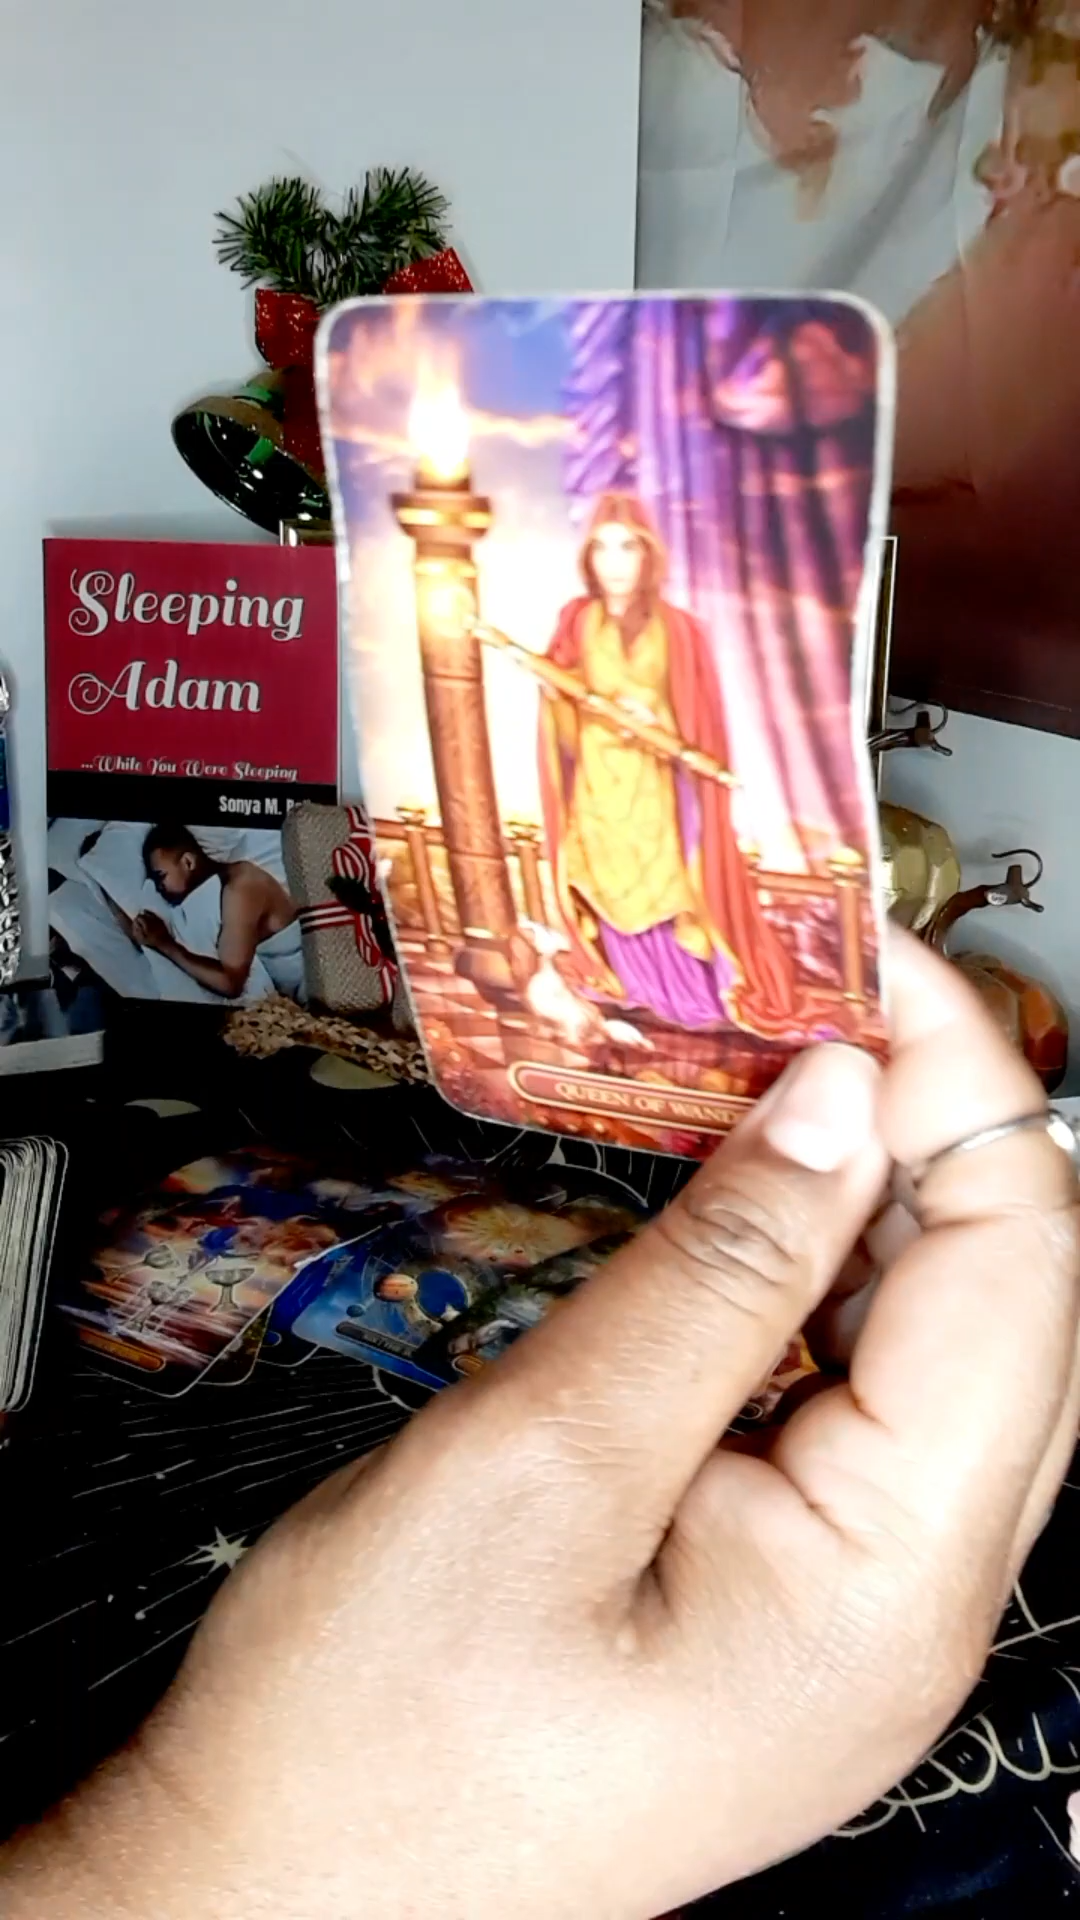 Sleeping
Adam
...While You Were Sleeping
Sonya M.
QUEEN OF WAND